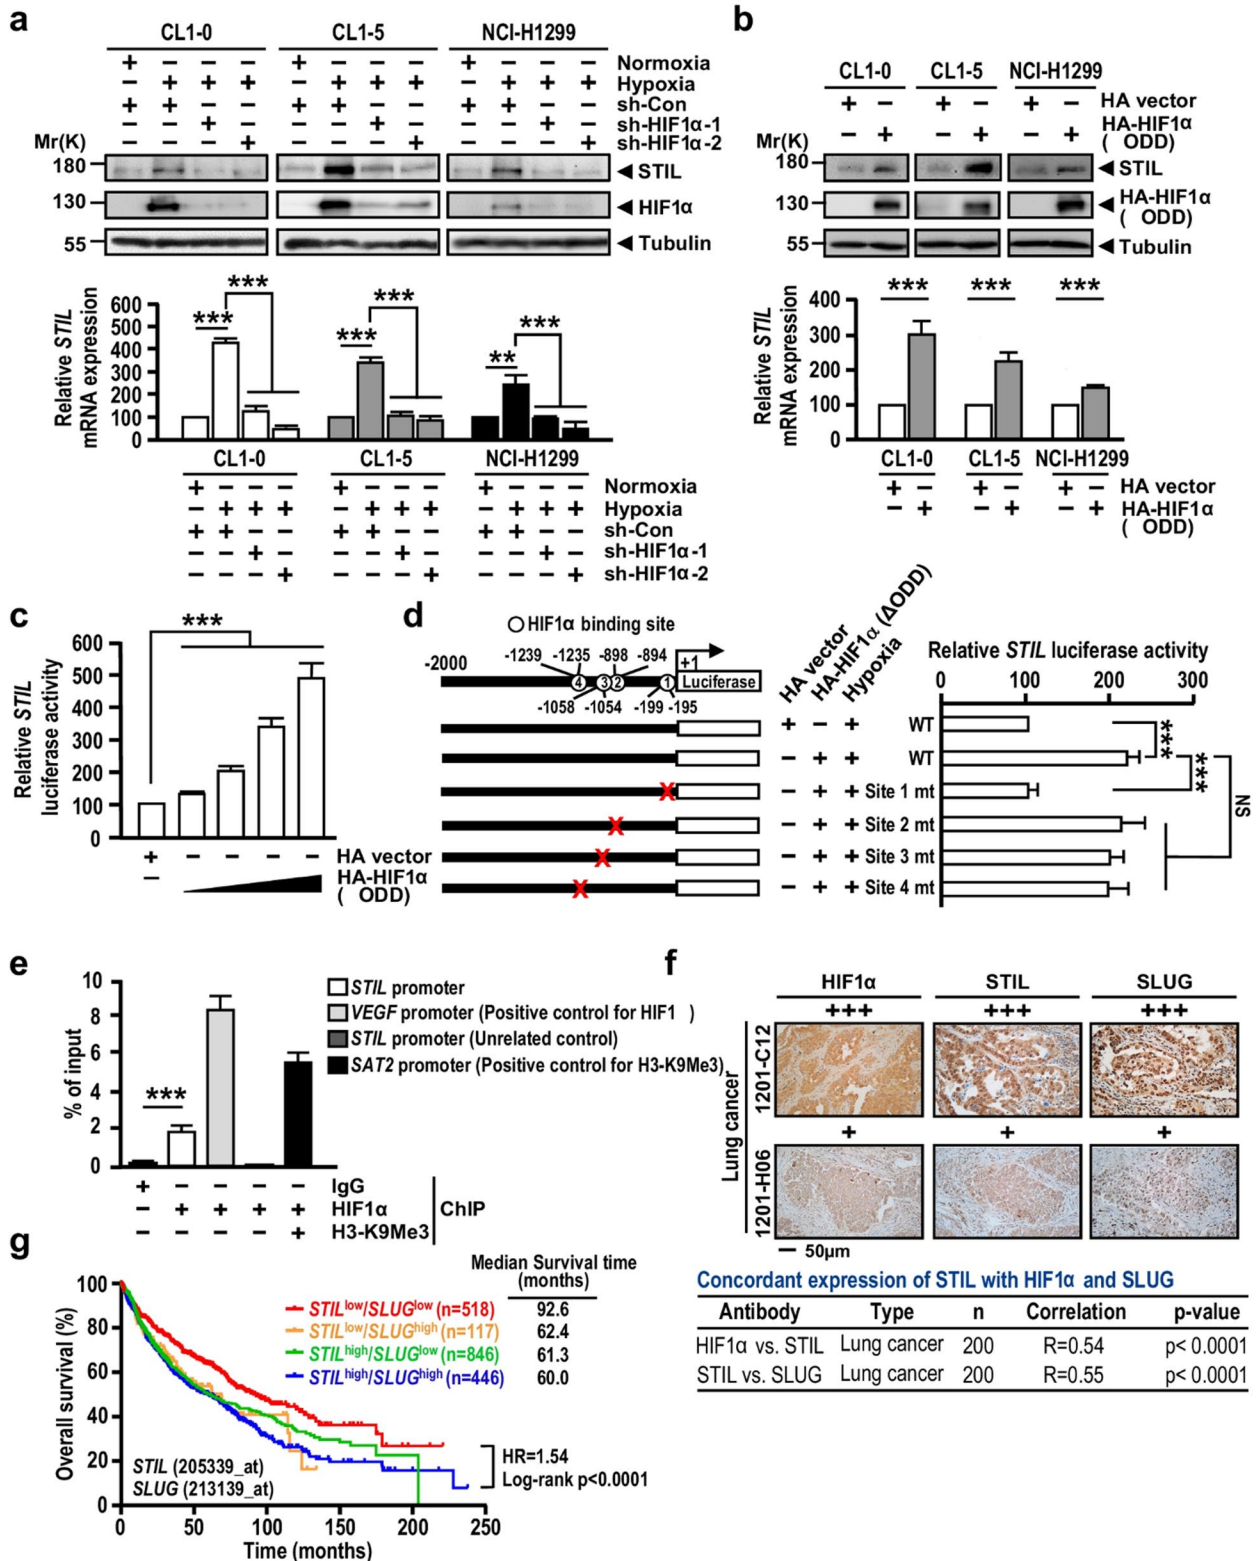 a
CL1-0 CL1-5 NCI-H1299
+ − − − + − − − + − − − Normoxia
− + + + − + + + − + + + Hypoxia
+ + − − + + − − + + − − sh-Con
− − + − − − + − − − + − sh-HIF1α-1
− − − + − − − + − − − + sh-HIF1α-2
Mr(K)
180 STIL
130 HIF1α
55 Tubulin
Relative STIL
mRNA expression
600
500
400
300
200
100
0
*** *** *** *** ** ***
CL1-0 CL1-5 NCI-H1299
+ − − − + − − − + − − − Normoxia
− + + + − + + + − + + + Hypoxia
+ + − − + + − − + + − − sh-Con
− − + − − − + − − − + − sh-HIF1α-1
− − − + − − − + − − − + sh-HIF1α-2
b
CL1-0 CL1-5 NCI-H1299
+ − + − + − HA vector
− + − + − + HA-HIF1α
( ODD)
Mr(K)
180 STIL
130 HA-HIF1α
( ODD)
55 Tubulin
Relative STIL
mRNA expression
400
300
200
100
0
*** *** ***
CL1-0 CL1-5 NCI-H1299
+ − + − + − HA vector
− + − + − + HA-HIF1α
( ODD)
c
Relative STIL
luciferase activity
600
500
400
300
200
100
0
***
+ − − − − HA vector
− HA-HIF1α
( ODD)
d
HIF1α binding site
-2000
-1239 -1235 -898 -894
+1
4 3 2 1 Luciferase
-1058 -1054 -199 -195
HA vector
HA-HIF1α (ΔODD)
Hypoxia
Relative STIL luciferase activity
0 100 200 300
+ − + WT
− + + WT
− + + Site 1 mt
− + + Site 2 mt
− + + Site 3 mt
− + + Site 4 mt
***
***
NS
e
% of input
10
8
6
4
2
0
***
STIL promoter
VEGF promoter (Positive control for HIF1 )
STIL promoter (Unrelated control)
SAT2 promoter (Positive control for H3-K9Me3)
+ − − − − IgG
− + + + + HIF1α
− − − − + H3-K9Me3
ChIP
f
HIF1α STIL SLUG
+++ +++ +++
Lung cancer
1201-C12
+ + +
1201-H06
50μm
Concordant expression of STIL with HIF1α and SLUG
Antibody Type n Correlation p-value
HIF1α vs. STIL Lung cancer 200 R=0.54 p< 0.0001
STIL vs. SLUG Lung cancer 200 R=0.55 p< 0.0001
g
Overall survival (%)
100
80
60
40
20
0
Median Survival time
(months)
STILlow/SLUGlow (n=518) 92.6
STILlow/SLUGhigh (n=117) 62.4
STILhigh/SLUGlow (n=846) 61.3
STILhigh/SLUGhigh (n=446) 60.0
STIL (205339_at)
SLUG (213139_at)
HR=1.54
Log-rank p<0.0001
0 50 100 150 200 250
Time (months)